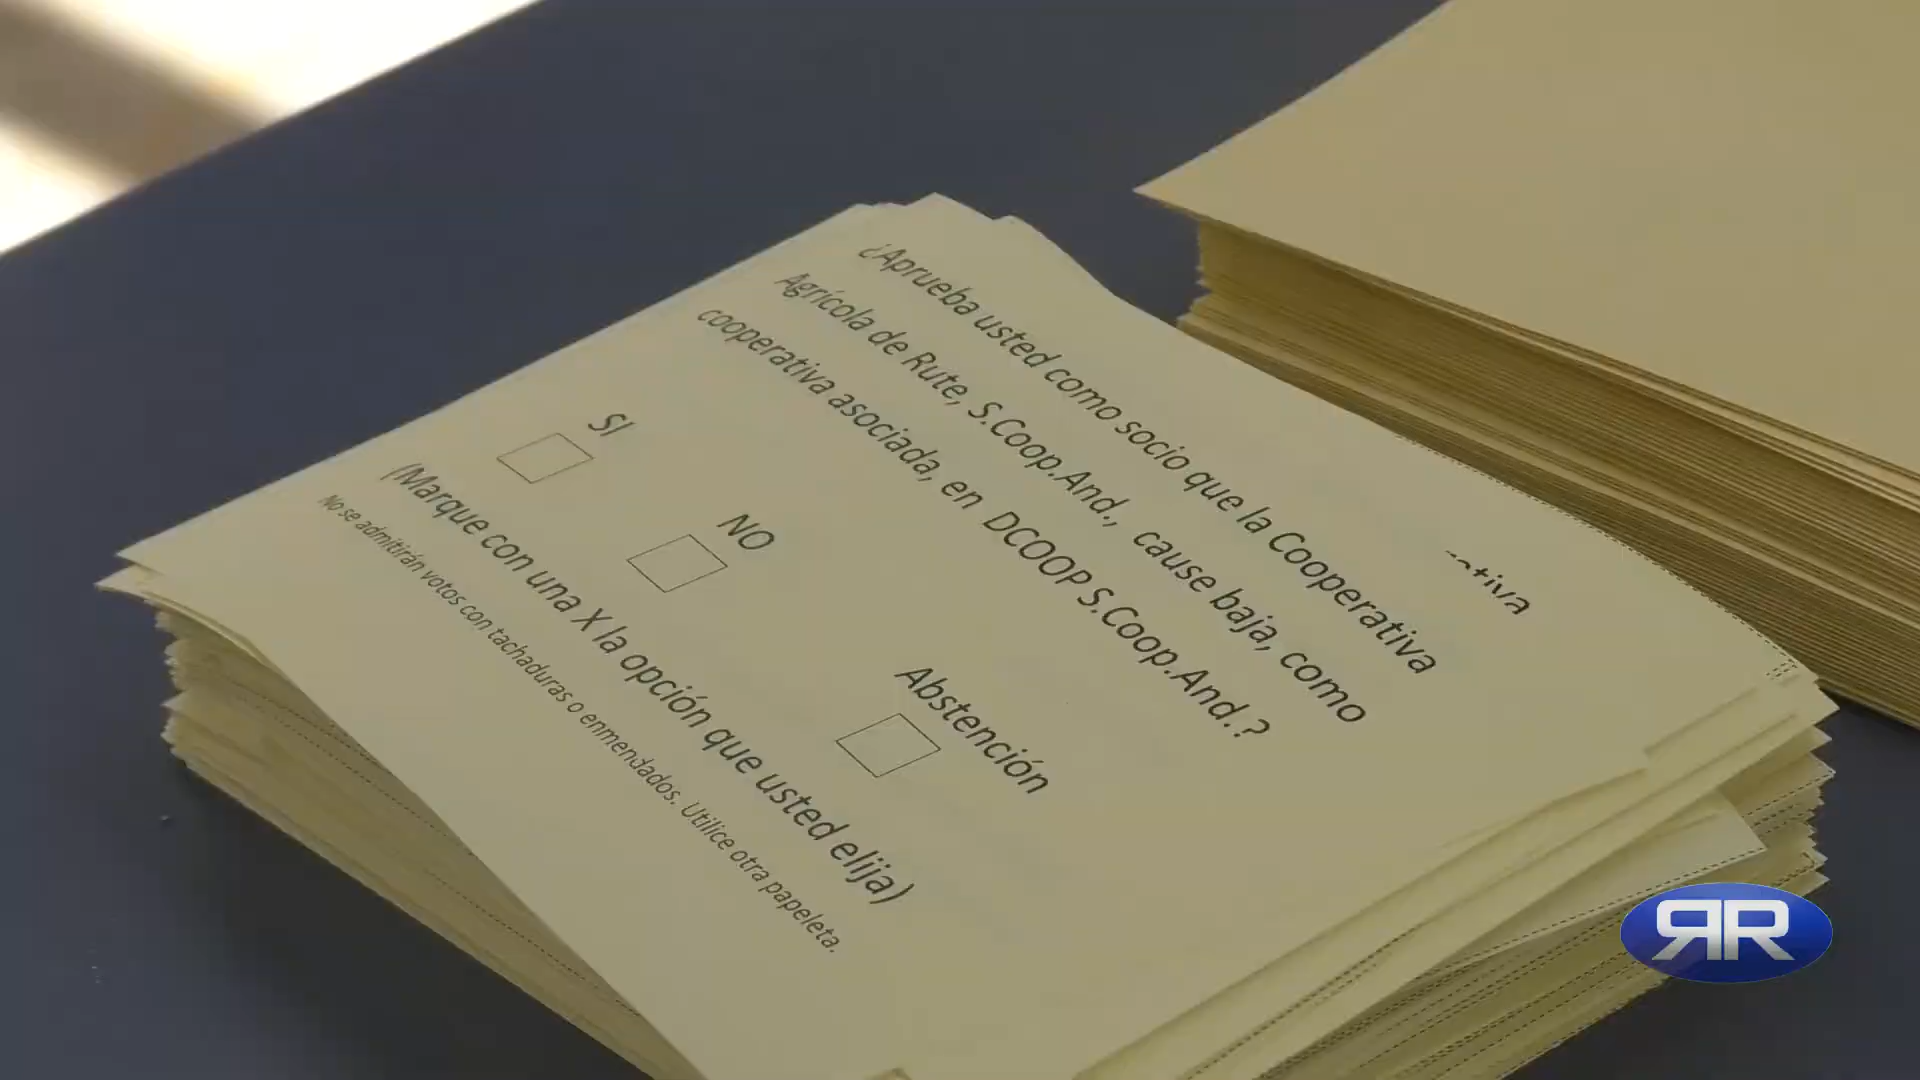 ¿Aprueba usted como socio que la Cooperativa
Agrícola de Rute, S.Coop.And., cause baja, como
cooperativa asociada, en DCOOP S.Coop.And.?
SI
NO
Abstención
(Marque con una X la opción que usted elija)
No se admitirán votos con tachaduras o enmendados. Utilice otra papeleta.
RR